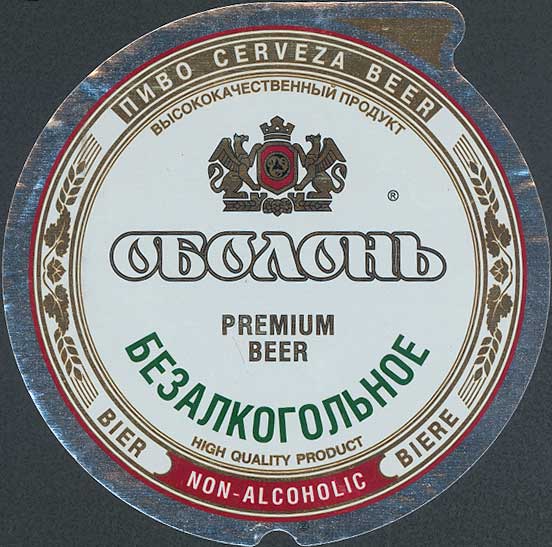 ПИВО CERVEZA BEER
ВЫСОКОКАЧЕСТВЕННЫЙ ПРОДУКТ
®
ОБОЛОНЬ
PREMIUM
BEER
БЕЗАЛКОГОЛЬНОЕ
HIGH QUALITY PRODUCT
BIER
BIERE
NON-ALCOHOLIC